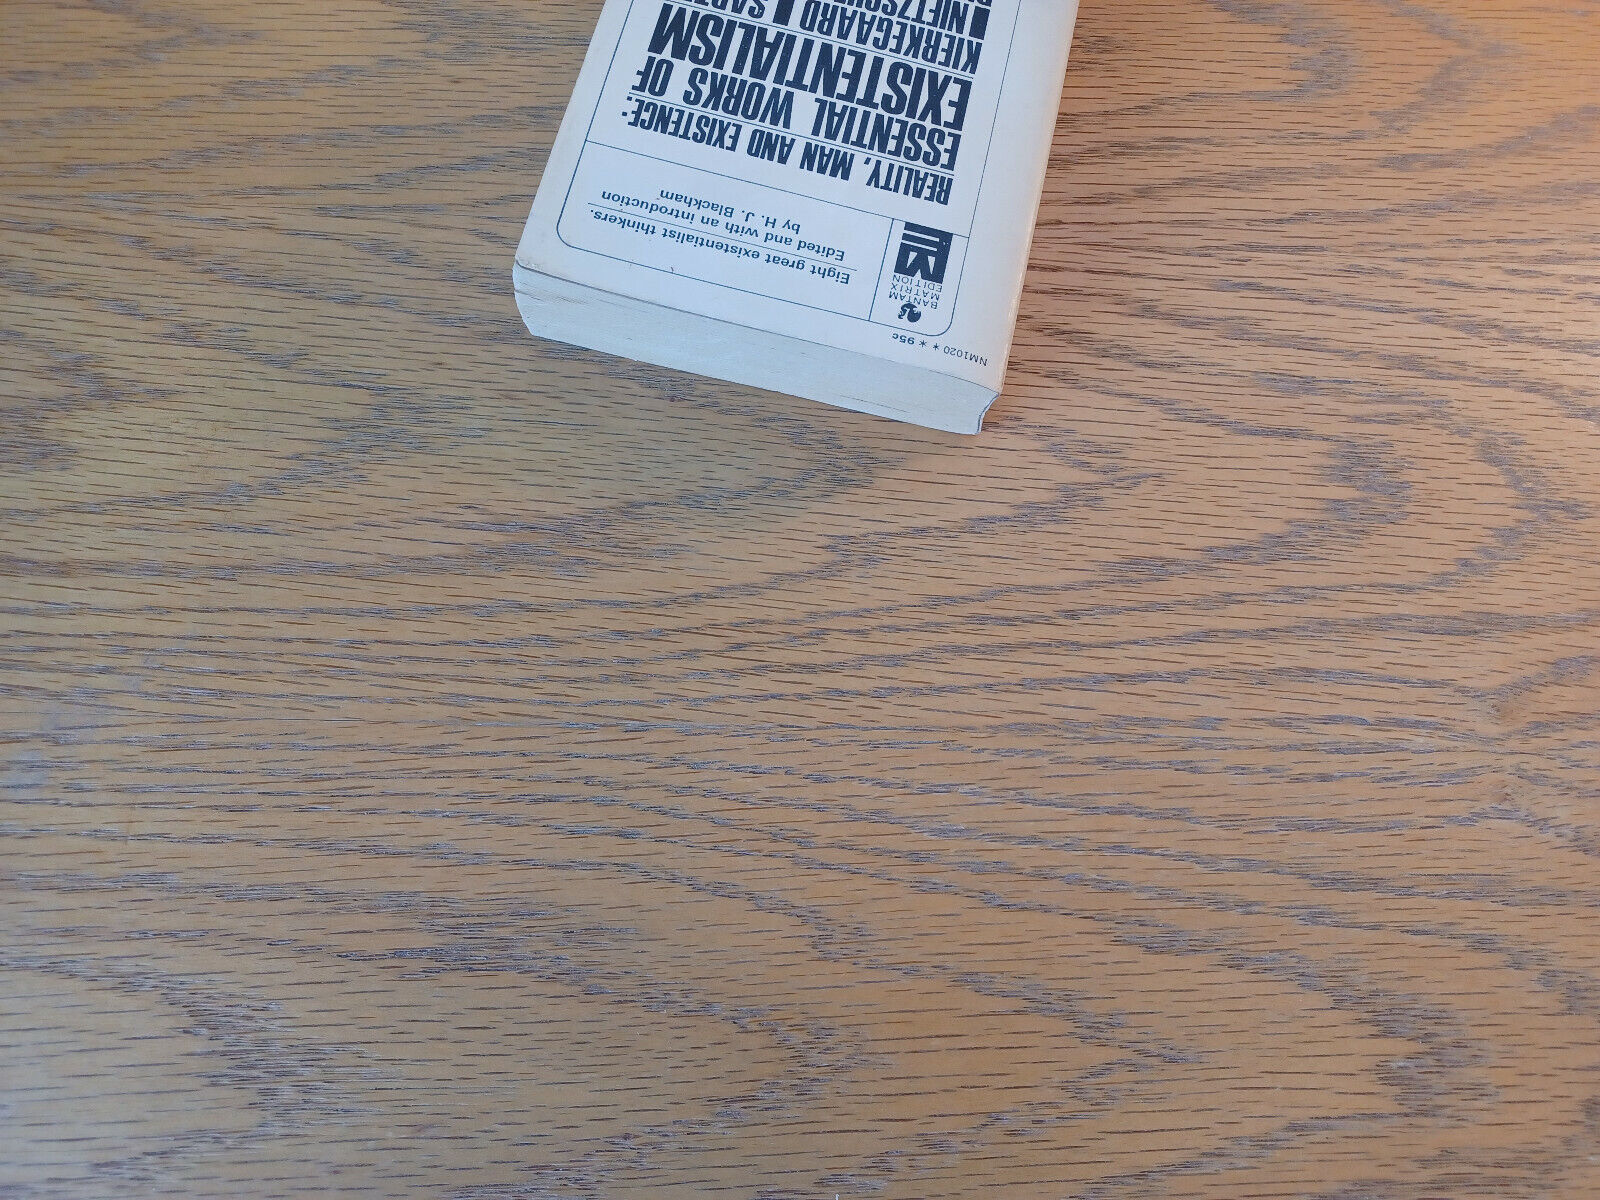 NM1020 * * 95c
BANTAM
MATRIX
EDITION
Eight great existentialist thinkers.
Edited and with an introduction
by H. J. Blackham
REALITY, MAN AND EXISTENCE:
ESSENTIAL WORKS OF
EXISTENTIALISM
KIERKEGAARD